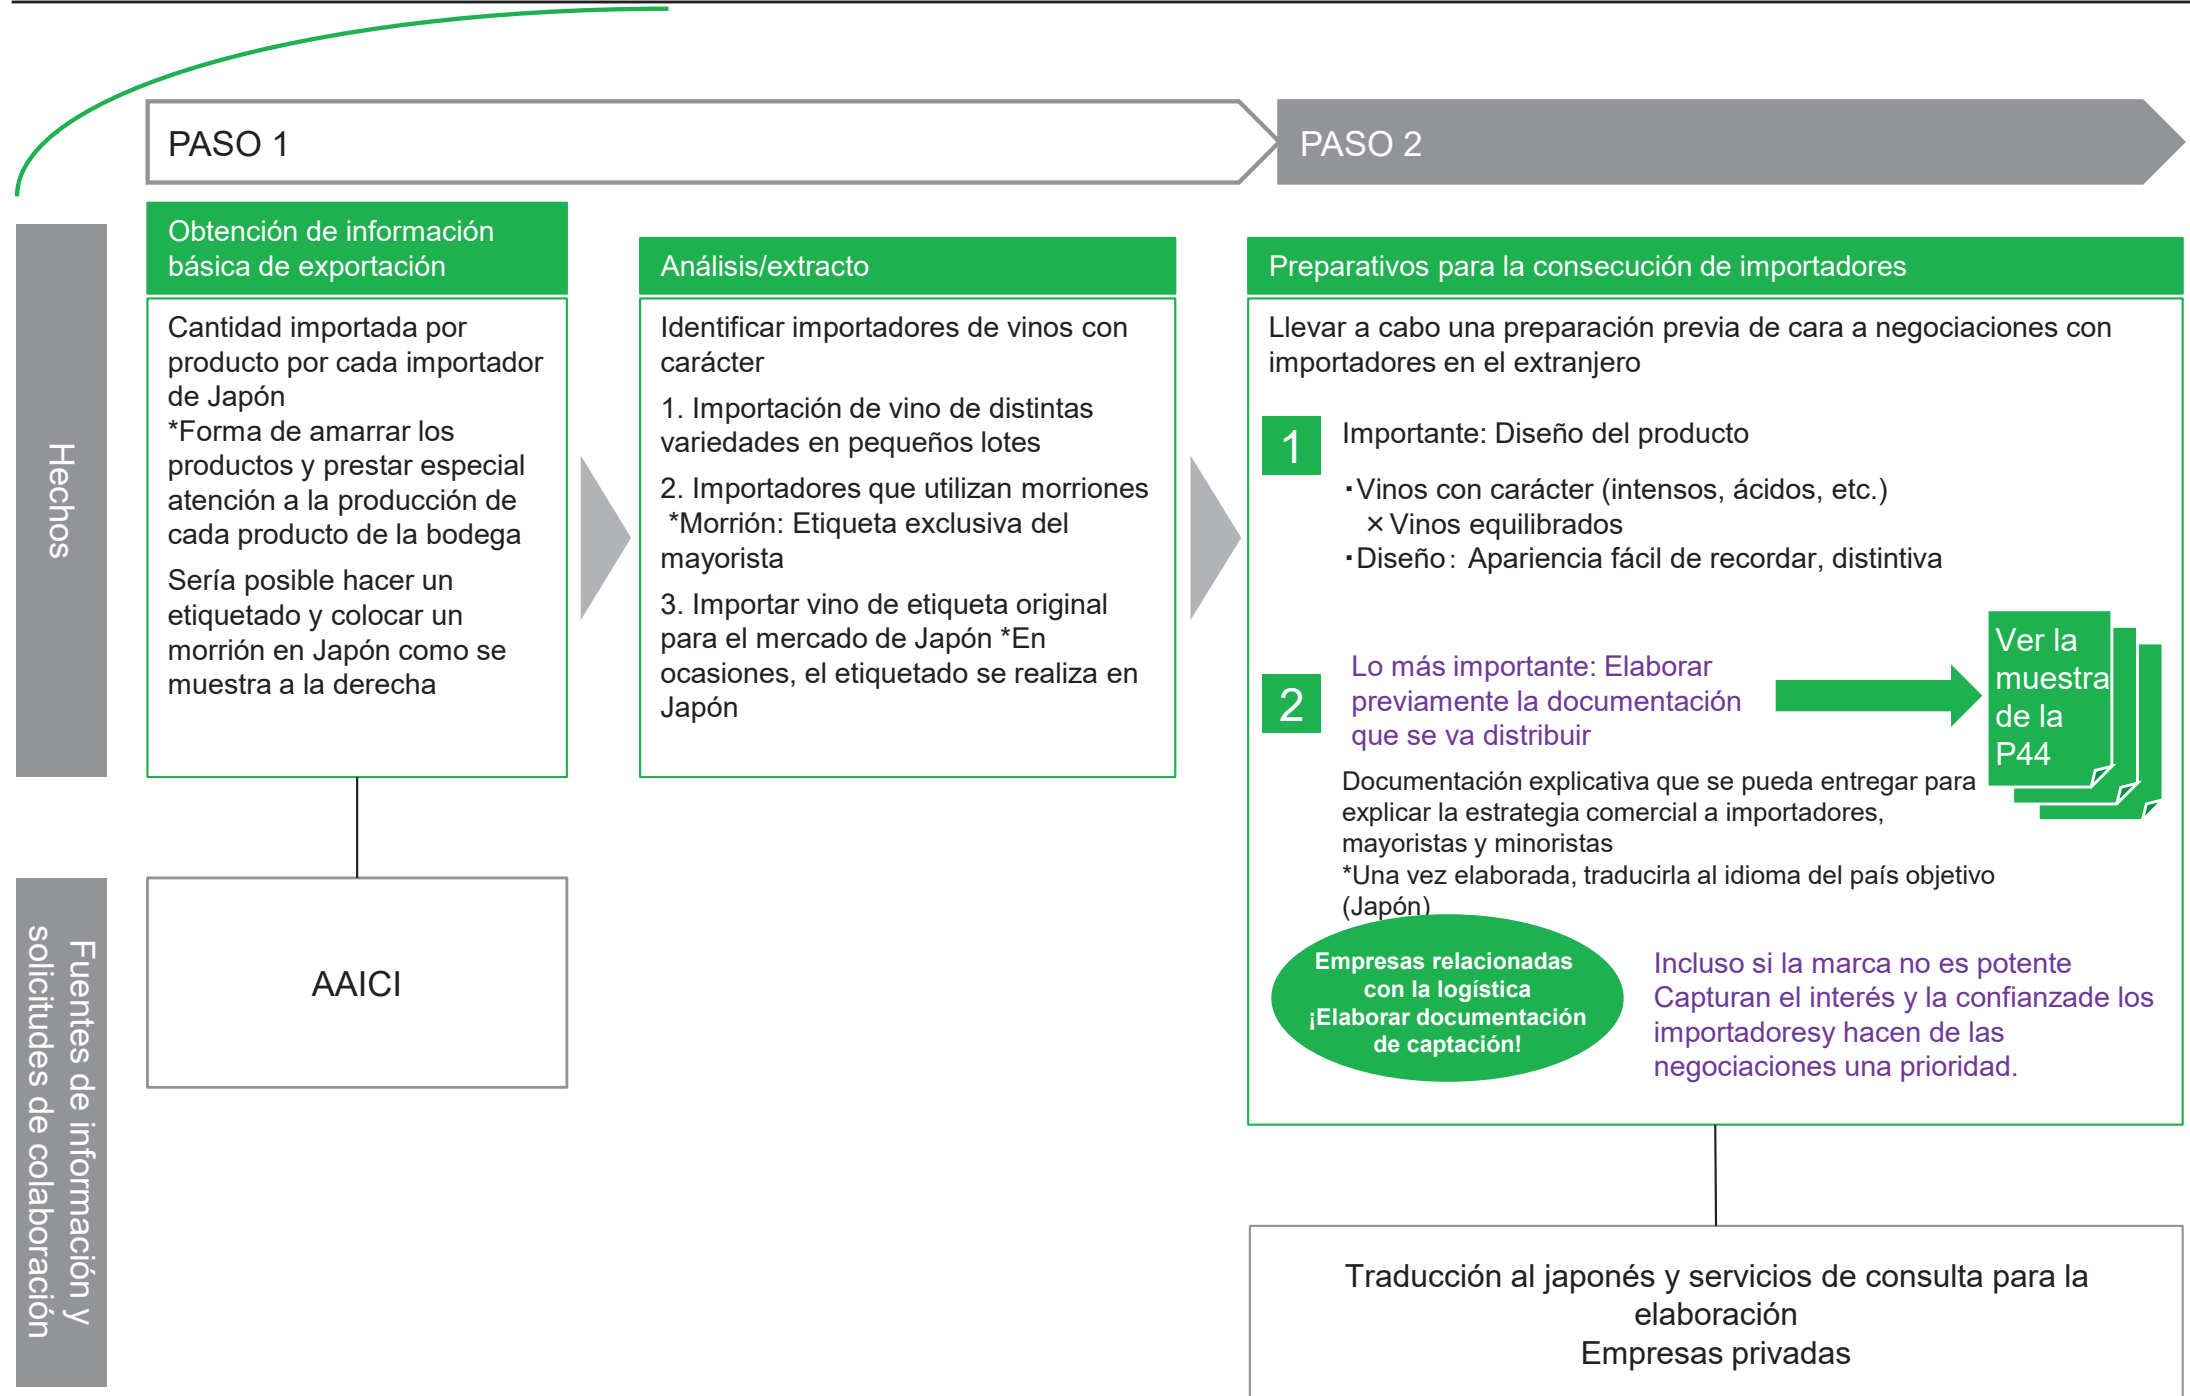 PASO 1
PASO 2
Hechos
Obtención de información
básica de exportación
Cantidad importada por
producto por cada importador
de Japón
*Forma de amarrar los
productos y prestar especial
atención a la producción de
cada producto de la bodega
Sería posible hacer un
etiquetado y colocar un
morrión en Japón como se
muestra a la derecha
Análisis/extracto
Identificar importadores de vinos con
carácter
1. Importación de vino de distintas
variedades en pequeños lotes
2. Importadores que utilizan morriones
*Morrión: Etiqueta exclusiva del
mayorista
3. Importar vino de etiqueta original
para el mercado de Japón *En
ocasiones, el etiquetado se realiza en
Japón
Preparativos para la consecución de importadores
Llevar a cabo una preparación previa de cara a negociaciones con
importadores en el extranjero
1
Importante: Diseño del producto
・Vinos con carácter (intensos, ácidos, etc.)
×Vinos equilibrados
・Diseño: Apariencia fácil de recordar, distintiva
2
Lo más importante: Elaborar
previamente la documentación
que se va distribuir
Ver la
muestra
de la
P44
Documentación explicativa que se pueda entregar para
explicar la estrategia comercial a importadores,
mayoristas y minoristas
*Una vez elaborada, traducirla al idioma del país objetivo
(Japón)
Empresas relacionadas
con la logística
¡Elaborar documentación
de captación!
Incluso si la marca no es potente
Capturan el interés y la confianzade los
importadoresy hacen de las
negociaciones una prioridad.
Fuentes de información y
solicitudes de colaboración
AAICI
Traducción al japonés y servicios de consulta para la
elaboración
Empresas privadas